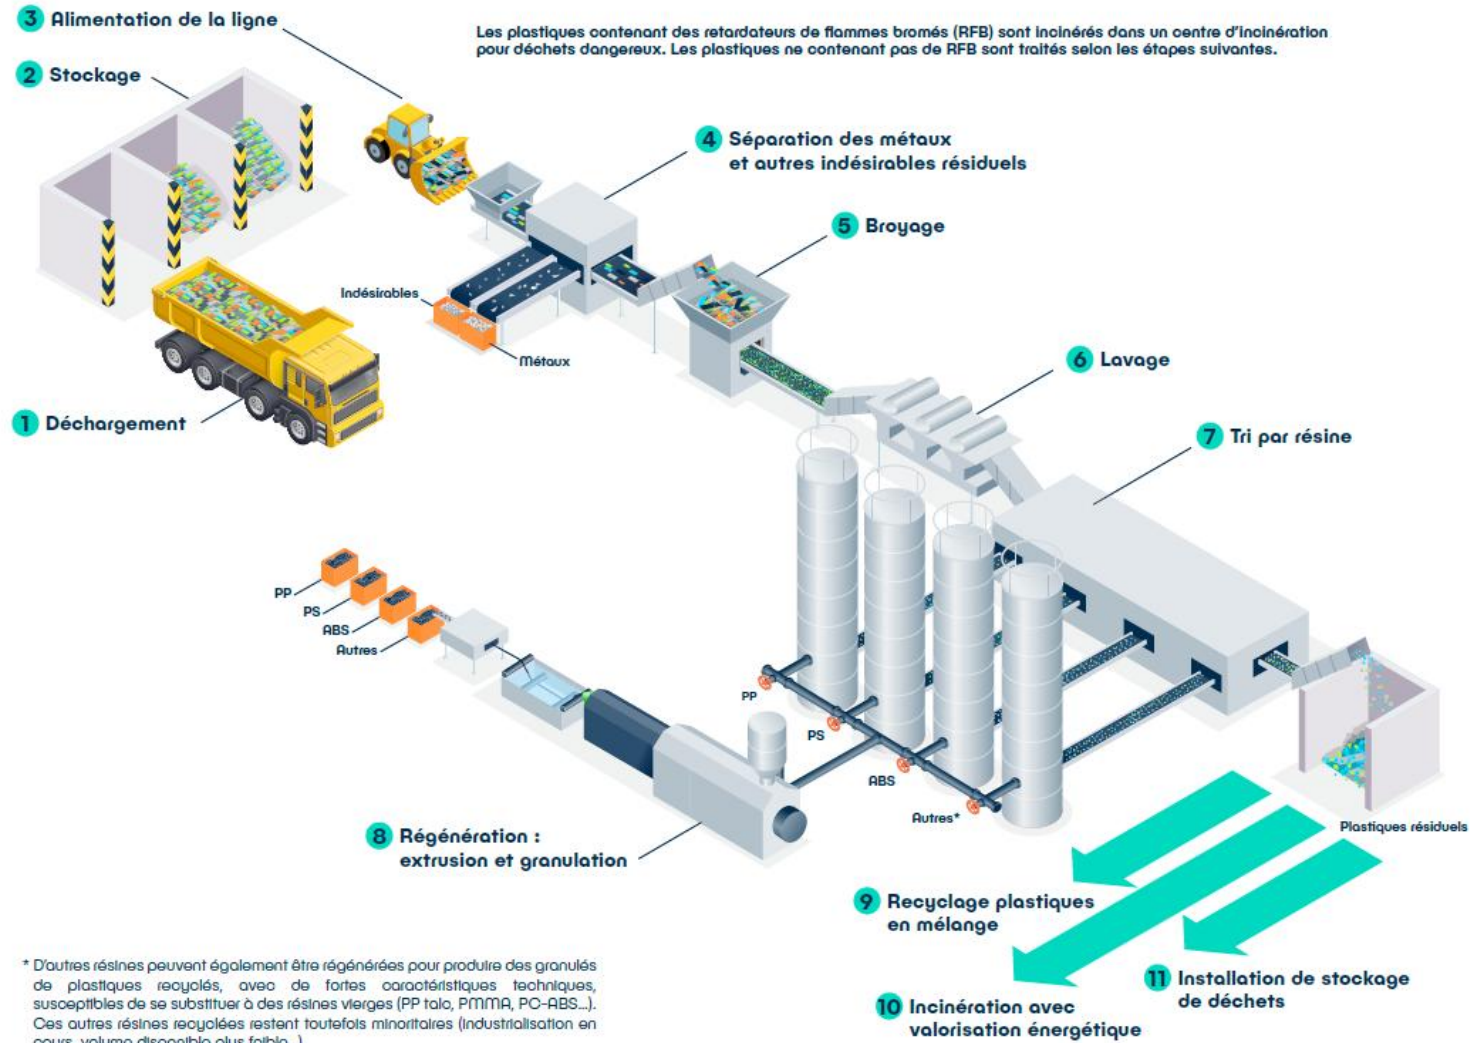 3 Alimentation de la ligne
Les plastiques contenant des retardateurs de flammes bromés (RFB) sont incinérés dans un centre d'incinération
pour déchets dangereux. Les plastiques ne contenant pas de RFB sont traités selon les étapes suivantes.
2 Stockage
4 Séparation des métaux
et autres indésirables résiduels
5 Broyage
Indésirables
Métaux
6 Lavage
1 Déchargement
7 Tri par résine
PP
PS
ABS
Autres
PP
PS
ABS
Autres*
Plastiques résiduels
8 Régénération :
extrusion et granulation
9 Recyclage plastiques
en mélange
10 Incinération avec
valorisation énergétique
11 Installation de stockage
de déchets
* D'autres résines peuvent également être régénérées pour produire des granulés
de plastiques recyclés, avec de fortes caractéristiques techniques,
susceptibles de se substituer à des résines vierges (PP talc, PMMA, PC-ABS...).
Ces autres résines recyclées restent toutefois minoritaires (industrialisation en
cours, volume disponible plus faible...)